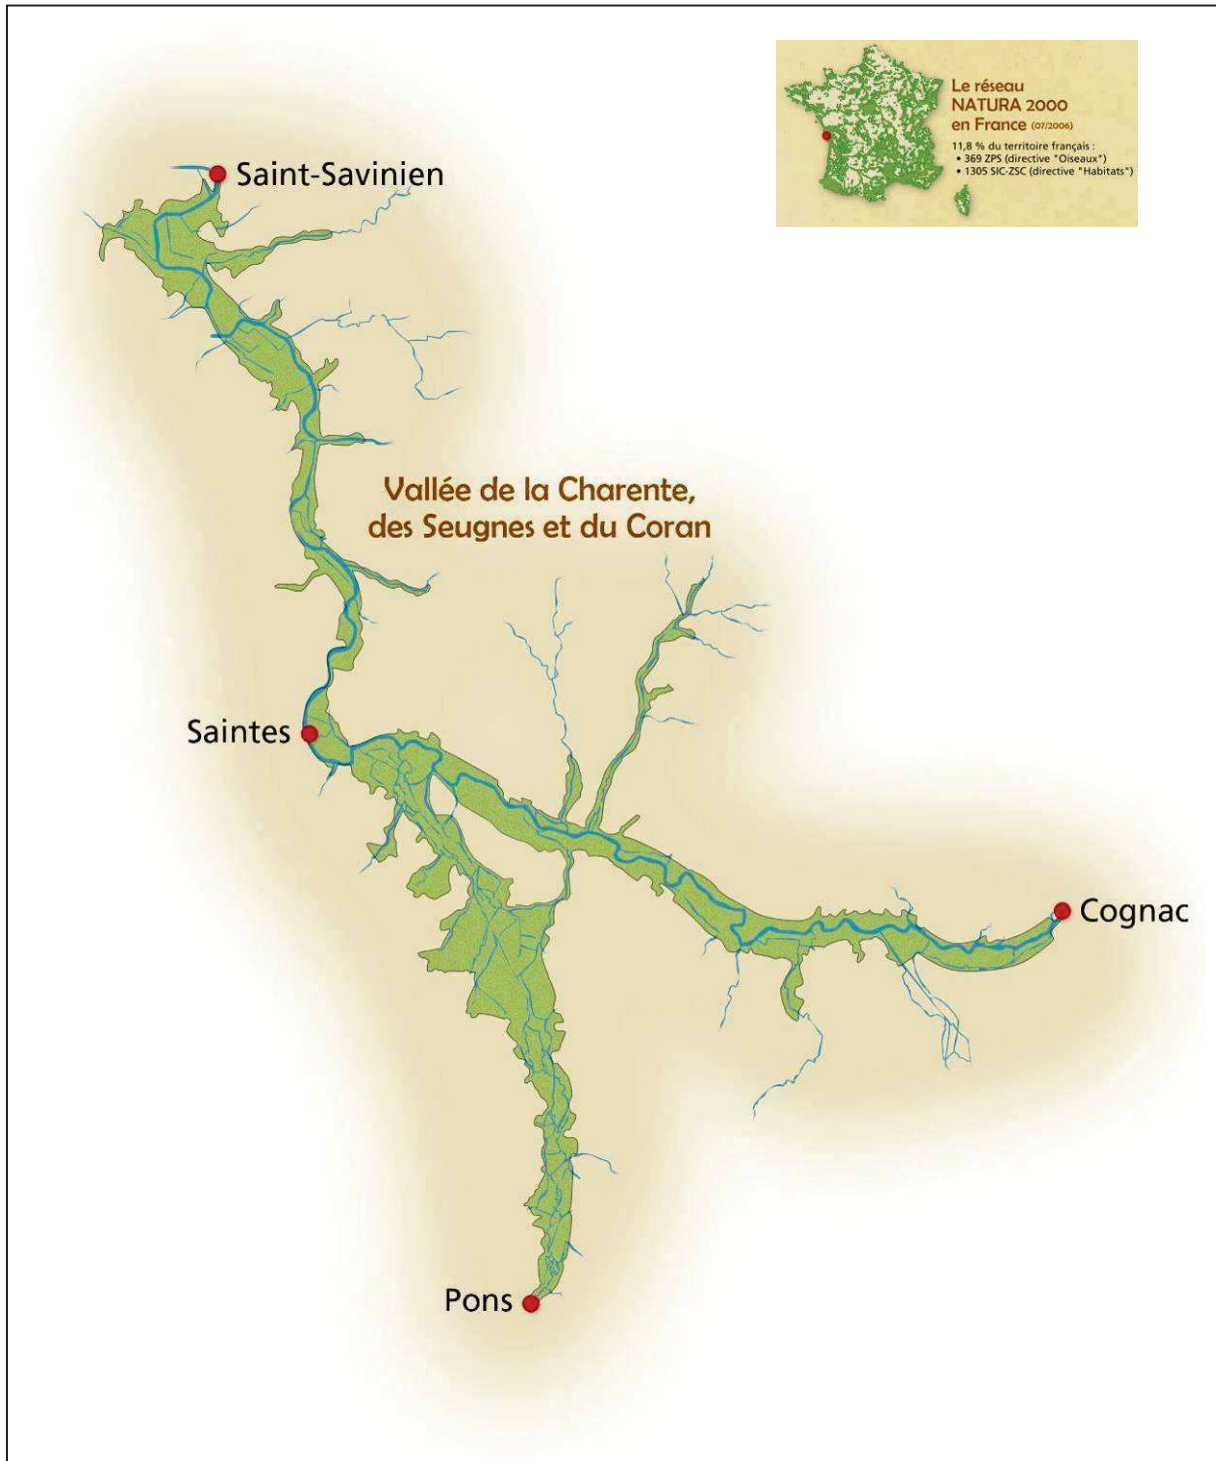 Le réseau
NATURA 2000
en France (07/2006)
11,8 % du territoire français :
• 369 ZPS (directive "Oiseaux")
• 1305 SIC-ZSC (directive "Habitats")
Saint-Savinien
Vallée de la Charente,
des Seugnes et du Coran
Saintes
Cognac
Pons